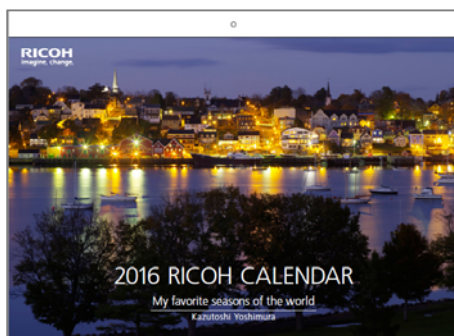 RICOH
imagine. change.
2016 RICOH CALENDAR
My favorite seasons of the world
Kazutoshi Yoshimura